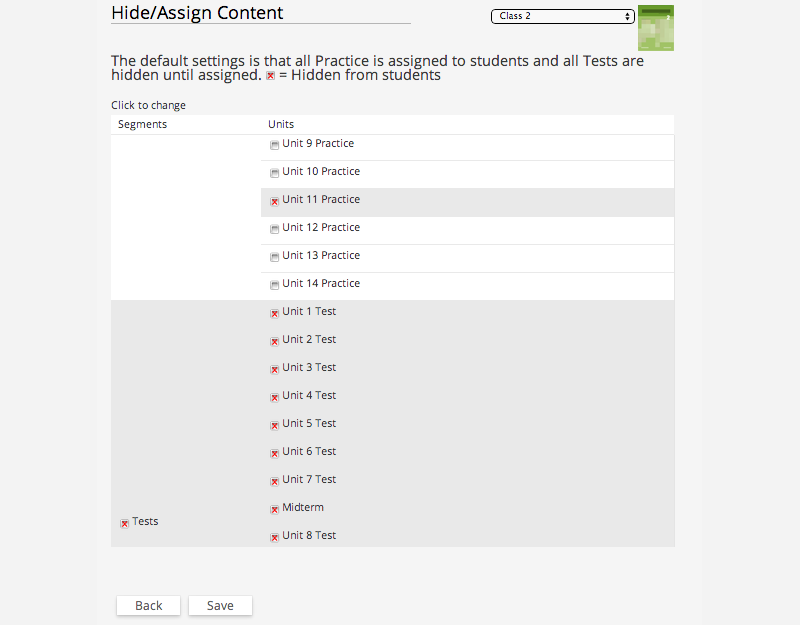 Hide/Assign Content
Class 2
The default settings is that all Practice is assigned to students and all Tests are
hidden until assigned. = Hidden from students
Click to change
Segments Units
Unit 9 Practice
Unit 10 Practice
Unit 11 Practice
Unit 12 Practice
Unit 13 Practice
Unit 14 Practice
Unit 1 Test
Unit 2 Test
Unit 3 Test
Unit 4 Test
Unit 5 Test
Unit 6 Test
Unit 7 Test
Midterm
Tests
Unit 8 Test
Back Save